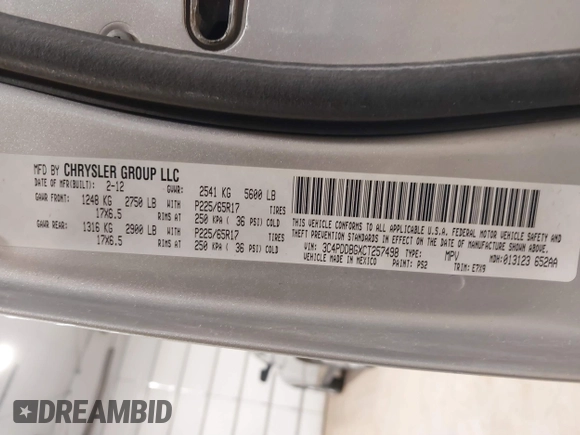 MFD BY CHRYSLER GROUP LLC
DATE OF MFR(BUILT): 2-12 GVWR: 2541 KG 5600 LB
GAWR FRONT: 1248 KG 2750 LB WITH P225/65R17 TIRES
17X6.5 RIMS AT 250 KPA ( 36 PSI) COLD
GAWR REAR: 1316 KG 2900 LB WITH P225/65R17 TIRES
17X6.5 RIMS AT 250 KPA ( 36 PSI) COLD
THIS VEHICLE CONFORMS TO ALL APPLICABLE U.S.A. FEDERAL MOTOR VEHICLE SAFETY
AND THEFT PREVENTION STANDARDS IN EFFECT ON THE DATE OF MANUFACTURE SHOWN ABOVE.
VIN: 3C4PDDBGXCT257498 TYPE: MPV MDH: 013123 652AA
MADE IN MEXICO PAINT: PS2 TRIM: E7X9
DREAMBID